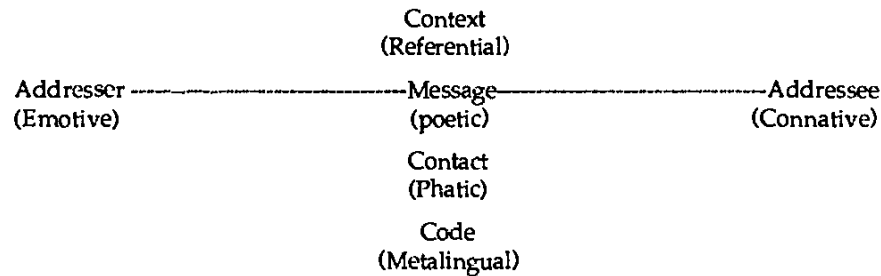 Context
(Referential)
Addresser Message Addressee
(Emotive) (poetic) (Connative)
Contact
(Phatic)
Code
(Metalingual)